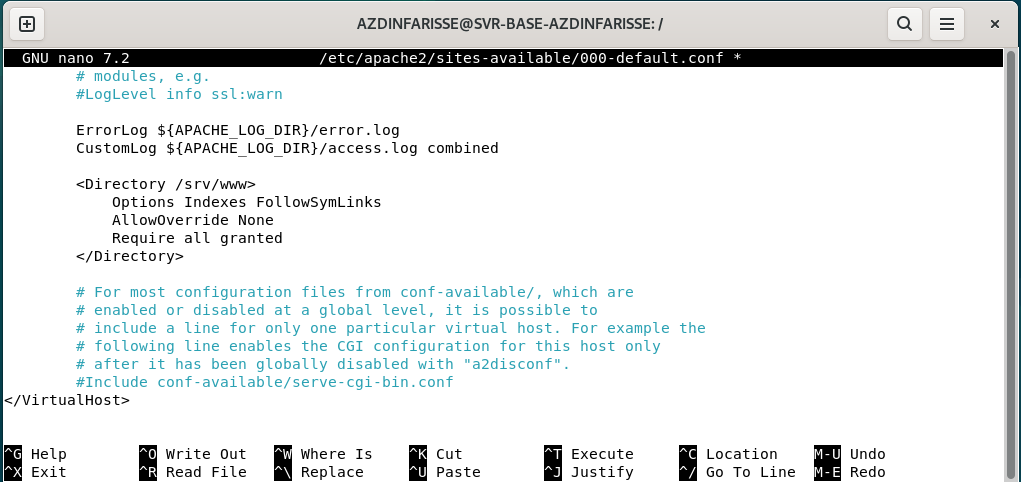 AZDINFARISSE@SVR-BASE-AZDINFARISSE: /
GNU nano 7.2 /etc/apache2/sites-available/000-default.conf *
# modules, e.g.
#LogLevel info ssl:warn
ErrorLog ${APACHE_LOG_DIR}/error.log
CustomLog ${APACHE_LOG_DIR}/access.log combined
<Directory /srv/www>
Options Indexes FollowSymLinks
AllowOverride None
Require all granted
</Directory>
# For most configuration files from conf-available/, which are
# enabled or disabled at a global level, it is possible to
# include a line for only one particular virtual host. For example the
# following line enables the CGI configuration for this host only
# after it has been globally disabled with "a2disconf".
#Include conf-available/serve-cgi-bin.conf
</VirtualHost>
^G Help ^O Write Out ^W Where Is ^K Cut ^T Execute ^C Location M-U Undo
^X Exit ^R Read File ^\ Replace ^U Paste ^J Justify ^/ Go To Line M-E Redo